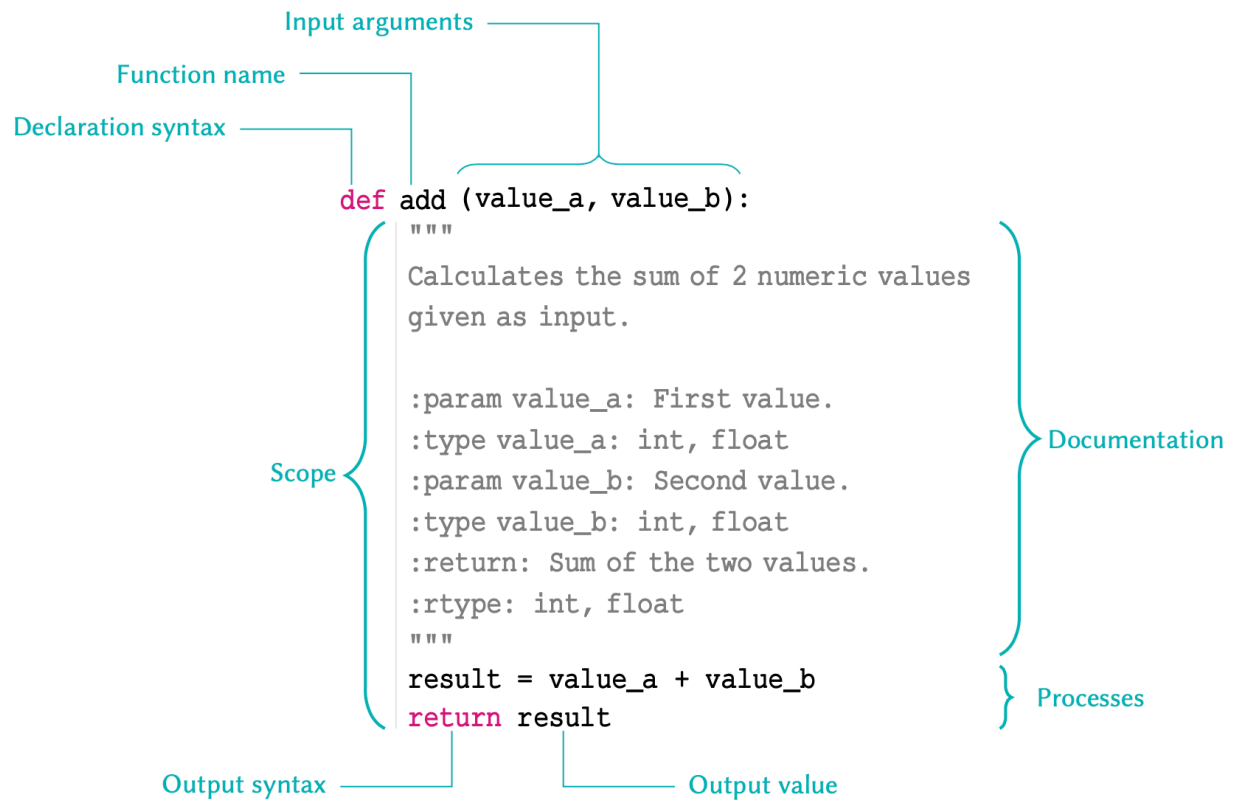 Input arguments
Function name
Declaration syntax
def add (value_a, value_b):
"""
Calculates the sum of 2 numeric values
given as input.
:param value_a: First value.
:type value_a: int, float
Documentation
Scope
:param value_b: Second value.
:type value_b: int, float
:return: Sum of the two values.
:rtype: int, float
"""
result = value_a + value_b
Processes
return result
Output syntax
Output value